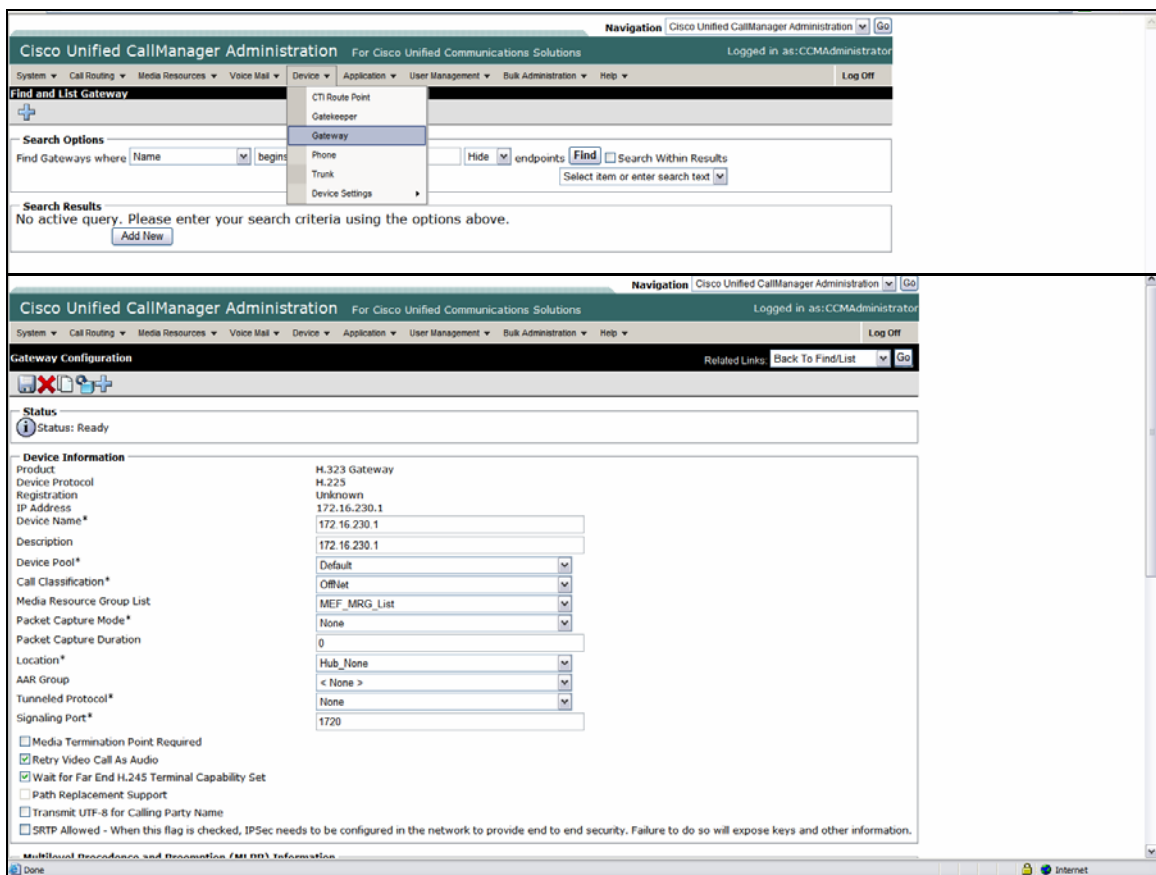 Navigation Cisco Unified CallManager Administration Go
Cisco Unified CallManager Administration For Cisco Unified Communications Solutions Logged in as:CCMAdministrator
System Call Routing Media Resources Voice Mail Device Application User Management Bulk Administration Help Log Off
Find and List Gateway
CTI Route Point
Gatekeeper
Gateway
Phone
Trunk
Device Settings
Search Options
Find Gateways where Name begins Hide endpoints Find Search Within Results
Select item or enter search text
Search Results
No active query. Please enter your search criteria using the options above.
Add New
Navigation Cisco Unified CallManager Administration Go
Cisco Unified CallManager Administration For Cisco Unified Communications Solutions Logged in as:CCMAdministrator
System Call Routing Media Resources Voice Mail Device Application User Management Bulk Administration Help Log Off
Gateway Configuration Related Links: Back To Find/List Go
Status
Status: Ready
Device Information
Product H.323 Gateway
Device Protocol H.225
Registration Unknown
IP Address 172.16.230.1
Device Name* 172.16.230.1
Description 172.16.230.1
Device Pool* Default
Call Classification* OffNet
Media Resource Group List MEF_MRG_List
Packet Capture Mode* None
Packet Capture Duration 0
Location* Hub_None
AAR Group < None >
Tunneled Protocol* None
Signaling Port* 1720
Media Termination Point Required
Retry Video Call As Audio
Wait for Far End H.245 Terminal Capability Set
Path Replacement Support
Transmit UTF-8 for Calling Party Name
SRTP Allowed - When this flag is checked, IPSec needs to be configured in the network to provide end to end security. Failure to do so will expose keys and other information.
Multilevel Precedence and Preemption (MLPP) Information
Done Internet